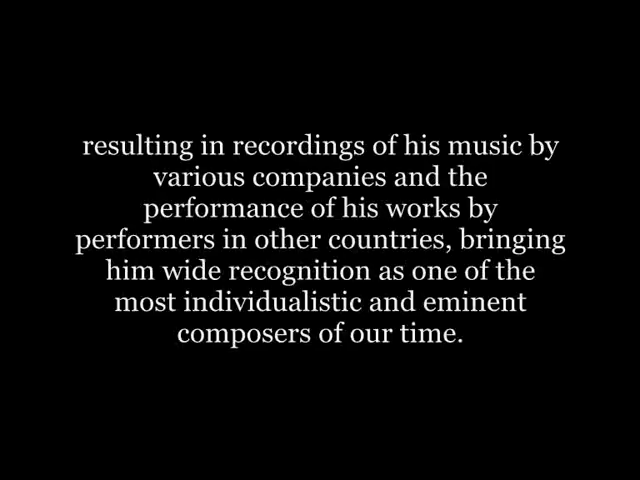 resulting in recordings of his music by
various companies and the
performance of his works by
performers in other countries, bringing
him wide recognition as one of the
most individualistic and eminent
composers of our time.